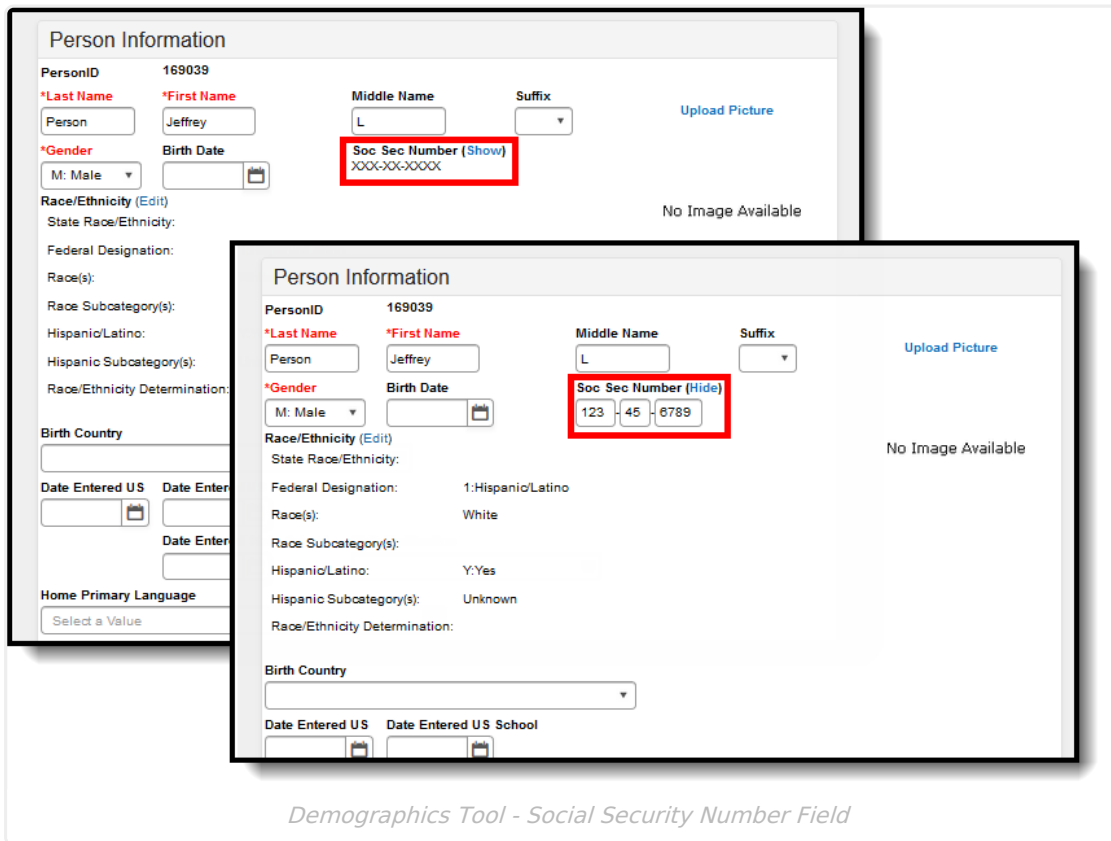 Person Information
PersonID 169039
*Last Name *First Name Middle Name Suffix
Upload Picture
Person Jeffrey L
*Gender Birth Date Soc Sec Number (Show)
XXX-XX-XXXX
M: Male
Race/Ethnicity (Edit)
No Image Available
State Race/Ethnicity:
Federal Designation:
Race(s):
Race Subcategory(s):
Hispanic/Latino:
Hispanic Subcategory(s):
Race/Ethnicity Determination:
Birth Country
Date Entered US Date Enter
Date Enter
Home Primary Language
Select a Value
Person Information
PersonID 169039
*Last Name *First Name Middle Name Suffix
Upload Picture
Person Jeffrey L
*Gender Birth Date Soc Sec Number (Hide)
M: Male 123 - 45 - 6789
Race/Ethnicity (Edit)
No Image Available
State Race/Ethnicity:
Federal Designation: 1:Hispanic/Latino
Race(s): White
Race Subcategory(s):
Hispanic/Latino: Y:Yes
Hispanic Subcategory(s): Unknown
Race/Ethnicity Determination:
Birth Country
Date Entered US Date Entered US School
Demographics Tool - Social Security Number Field